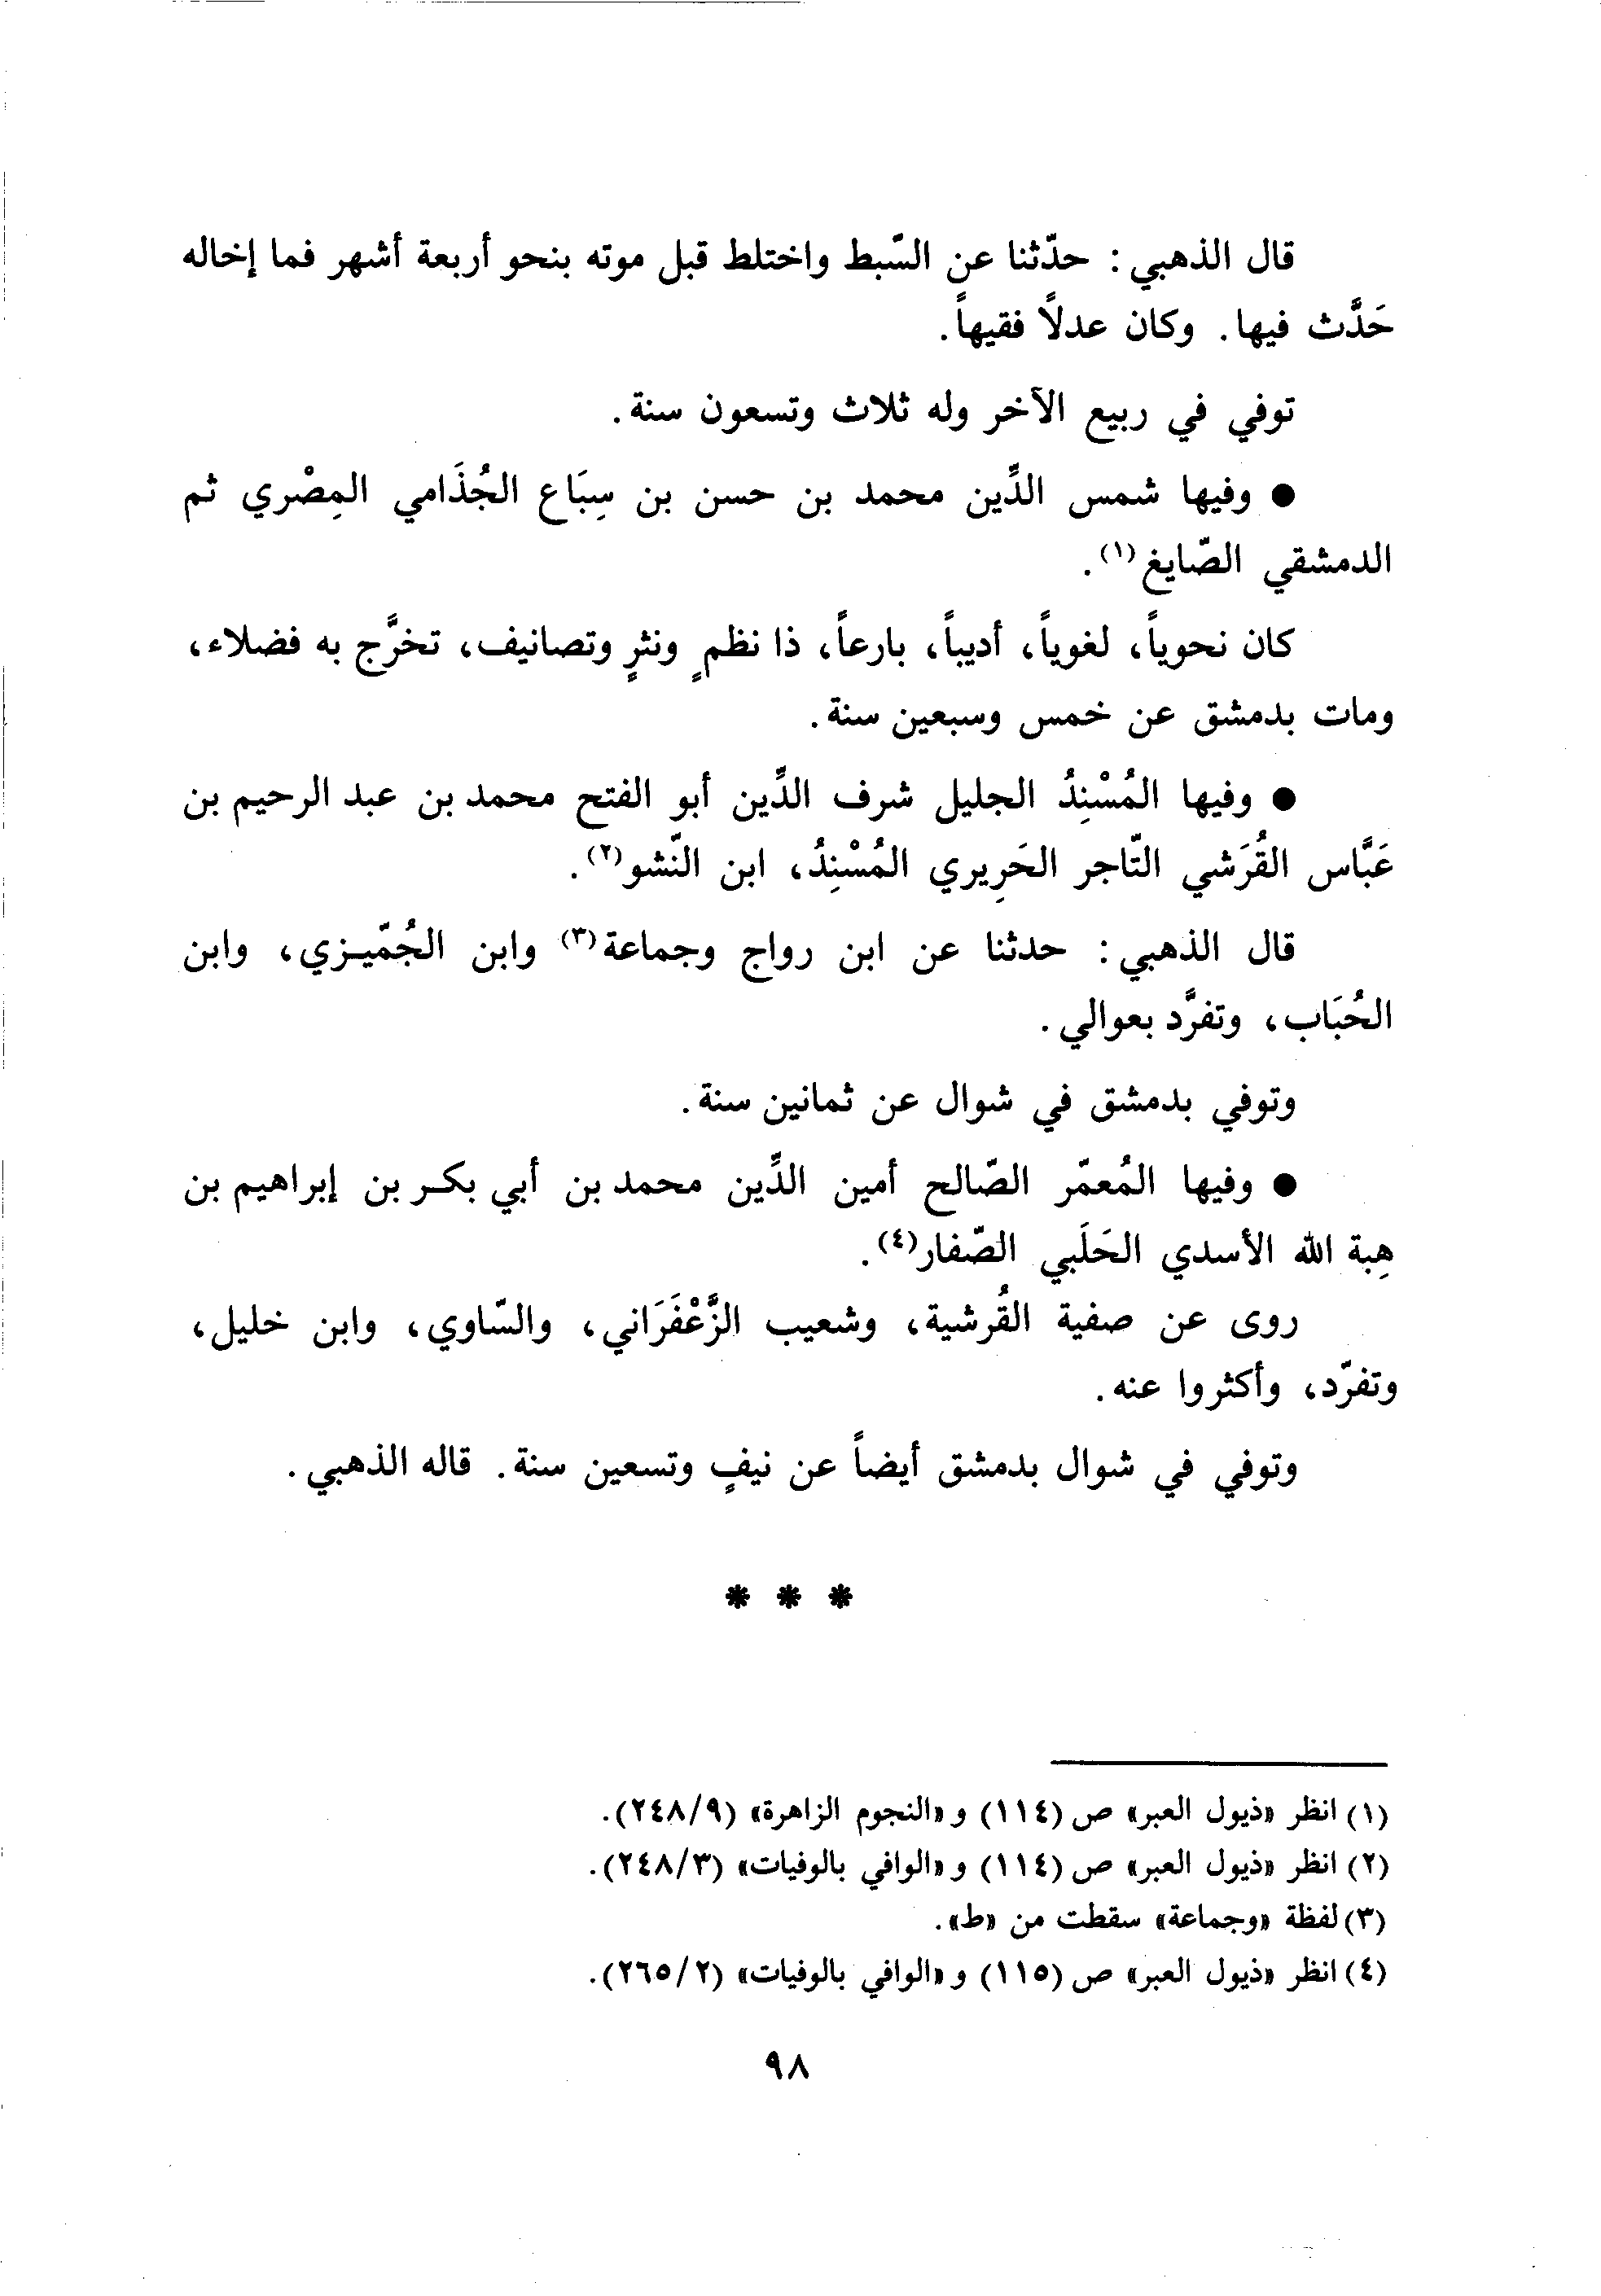 قال الذهبي: حدّثنا عن السّبط واختلط قبل موته بنحو أربعة أشهر فما إخاله
حَدَّث فيها. وكان عدلاً فقيهاً.
توفي في ربيع الآخر وله ثلاث وتسعون سنة.
● وفيها شمس الدِّين محمد بن حسن بن سِبَاع الجُذَامي المِصْري ثم
الدمشقي الصّايغ(١).
كان نحوياً، لغوياً، أديباً، بارعاً، ذا نظمٍ ونثرٍ وتصانيف، تخرَّج به فضلاء،
ومات بدمشق عن خمس وسبعين سنة.
● وفيها المُسْنِدُ الجليل شرف الدِّين أبو الفتح محمد بن عبد الرحيم بن
عَبَّاس القُرَشي التّاجر الحَرِيري المُسْنِدُ، ابن النّشو(٢).
قال الذهبي: حدثنا عن ابن رواج وجماعة(٣) وابن الجُمّيـزي، وابن
الحُبَاب، وتفرَّد بعوالي.
وتوفي بدمشق في شوال عن ثمانين سنة.
● وفيها المُعمّر الصّالح أمين الدِّين محمد بن أبي بكـر بن إبراهيم بن
هِبة الله الأسدي الحَلَبي الصّفار(٤).
روى عن صفية القُرشية، وشعيب الزَّعْفَرَاني، والسّاوي، وابن خليل،
وتفرّد، وأكثروا عنه.
وتوفي في شوال بدمشق أيضاً عن نيفٍ وتسعين سنة. قاله الذهبي.
* * *
(١) انظر «ذيول العبر» ص (١١٤) و «النجوم الزاهرة» (٢٤٨/٩).
(٢) انظر «ذيول العبر» ص (١١٤) و «الوافي بالوفيات» (٢٤٨/٣).
(٣) لفظة «وجماعة» سقطت من «ط».
(٤) انظر «ذيول العبر» ص (١١٥) و «الوافي بالوفيات» (٢٦٥/٢).
٩٨